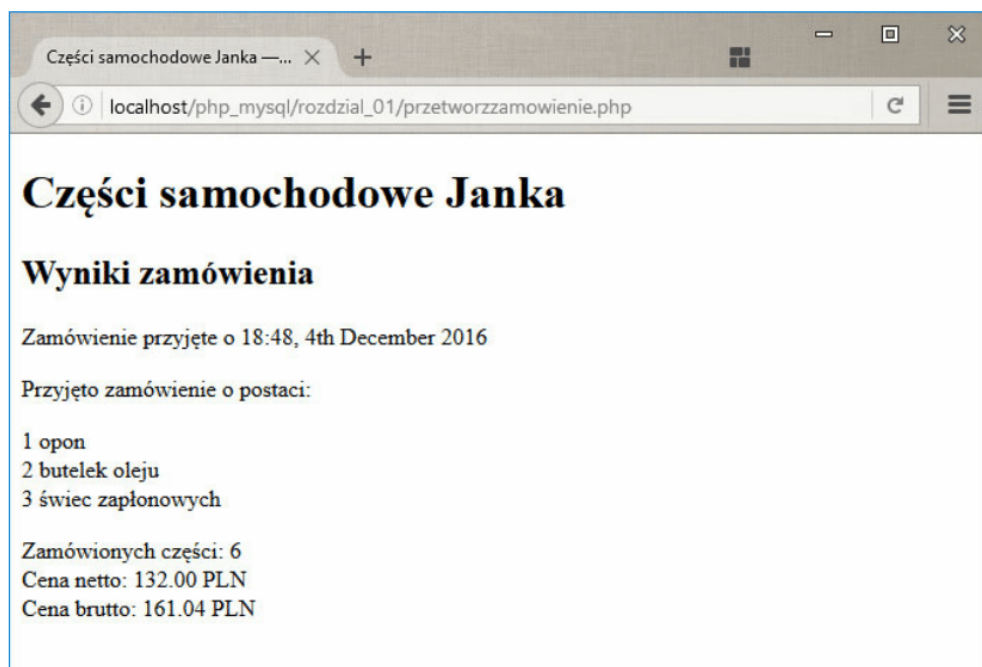 Części samochodowe Janka —...
localhost/php_mysql/rozdzial_01/przetworzzamowienie.php
Części samochodowe Janka
Wyniki zamówienia
Zamówienie przyjęte o 18:48, 4th December 2016
Przyjęto zamówienie o postaci:
1 opon
2 butelek oleju
3 świec zapłonowych
Zamówionych części: 6
Cena netto: 132.00 PLN
Cena brutto: 161.04 PLN